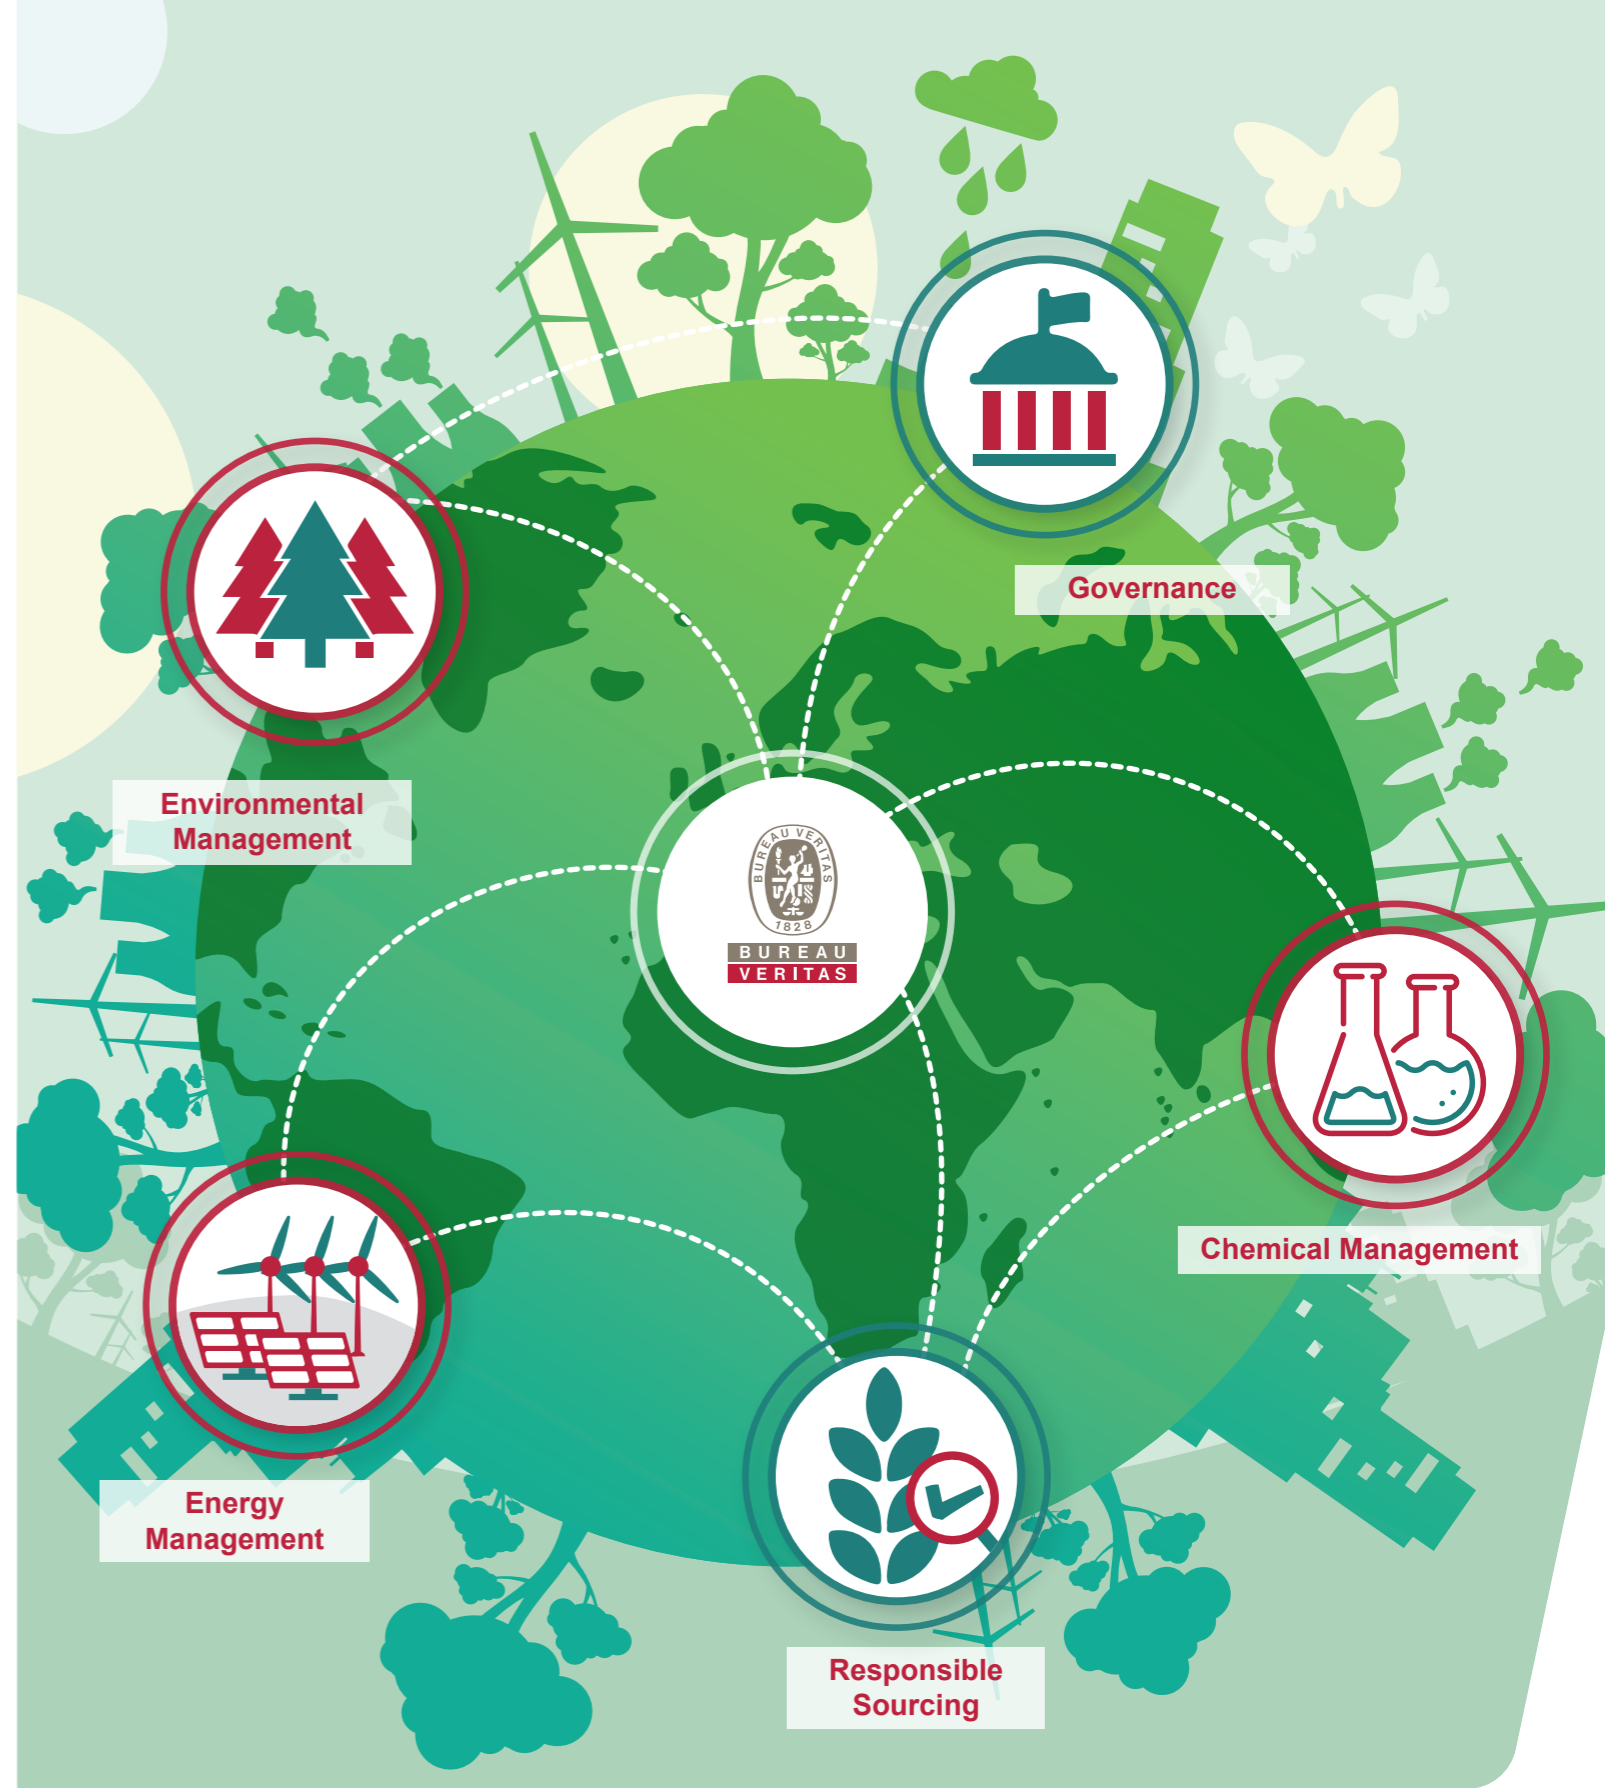 Governance
Environmental
Management
BUREAU VERITAS
1828
BUREAU
VERITAS
Chemical Management
Energy
Management
Responsible
Sourcing